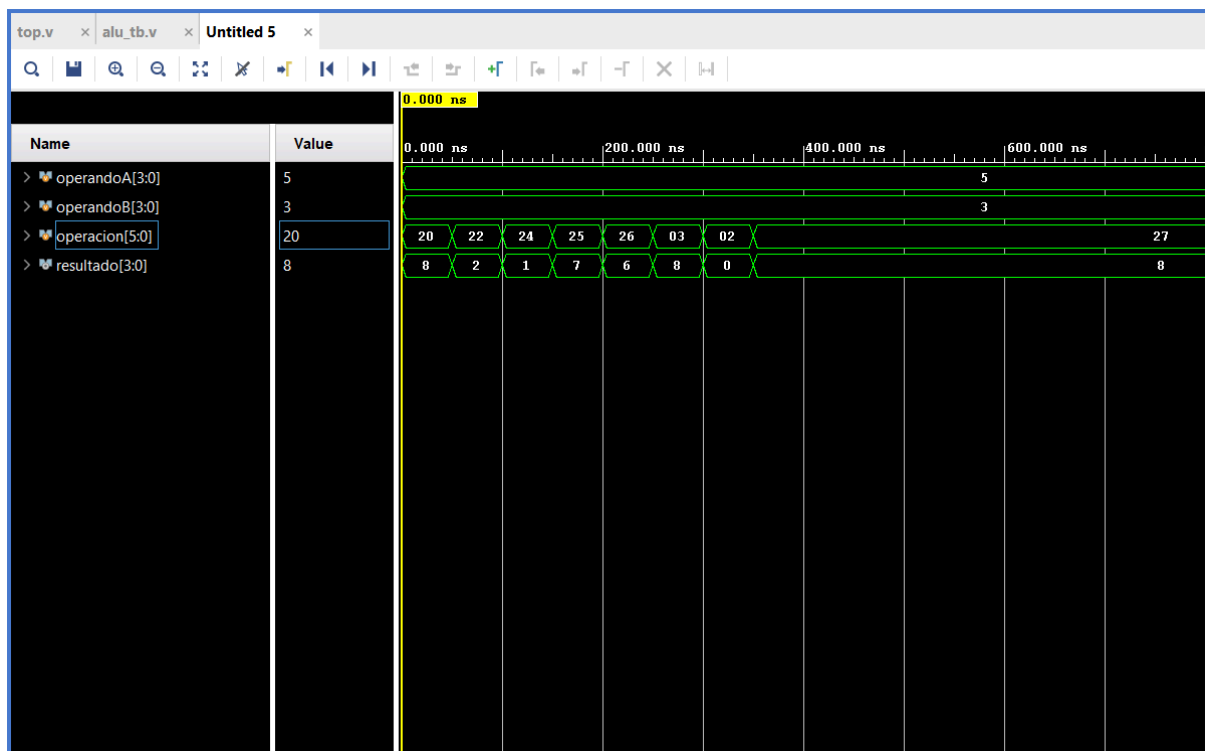 top.v × alu_tb.v × Untitled 5 ×
0.000 ns
Name Value 0.000 ns 200.000 ns 400.000 ns 600.000 ns
operandoA[3:0] 5 5
operandoB[3:0] 3 3
operacion[5:0] 20 20 22 24 25 26 03 02 27
resultado[3:0] 8 8 2 1 7 6 8 0 8